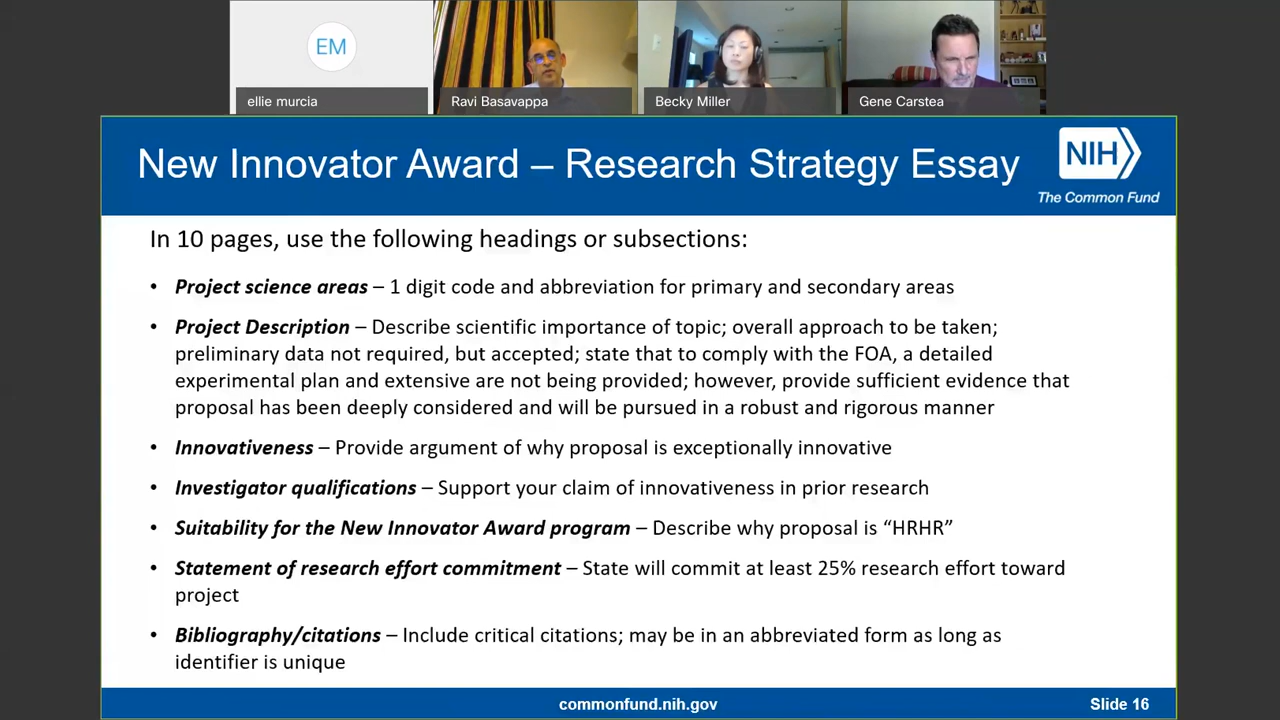 EM
ellie murcia
Ravi Basavappa
Becky Miller
Gene Carstea
New Innovator Award – Research Strategy Essay
NIH
The Common Fund
In 10 pages, use the following headings or subsections:
• Project science areas – 1 digit code and abbreviation for primary and secondary areas
• Project Description – Describe scientific importance of topic; overall approach to be taken;
preliminary data not required, but accepted; state that to comply with the FOA, a detailed
experimental plan and extensive are not being provided; however, provide sufficient evidence that
proposal has been deeply considered and will be pursued in a robust and rigorous manner
• Innovativeness – Provide argument of why proposal is exceptionally innovative
• Investigator qualifications – Support your claim of innovativeness in prior research
• Suitability for the New Innovator Award program – Describe why proposal is “HRHR”
• Statement of research effort commitment – State will commit at least 25% research effort toward
project
• Bibliography/citations – Include critical citations; may be in an abbreviated form as long as
identifier is unique
commonfund.nih.gov
Slide 16